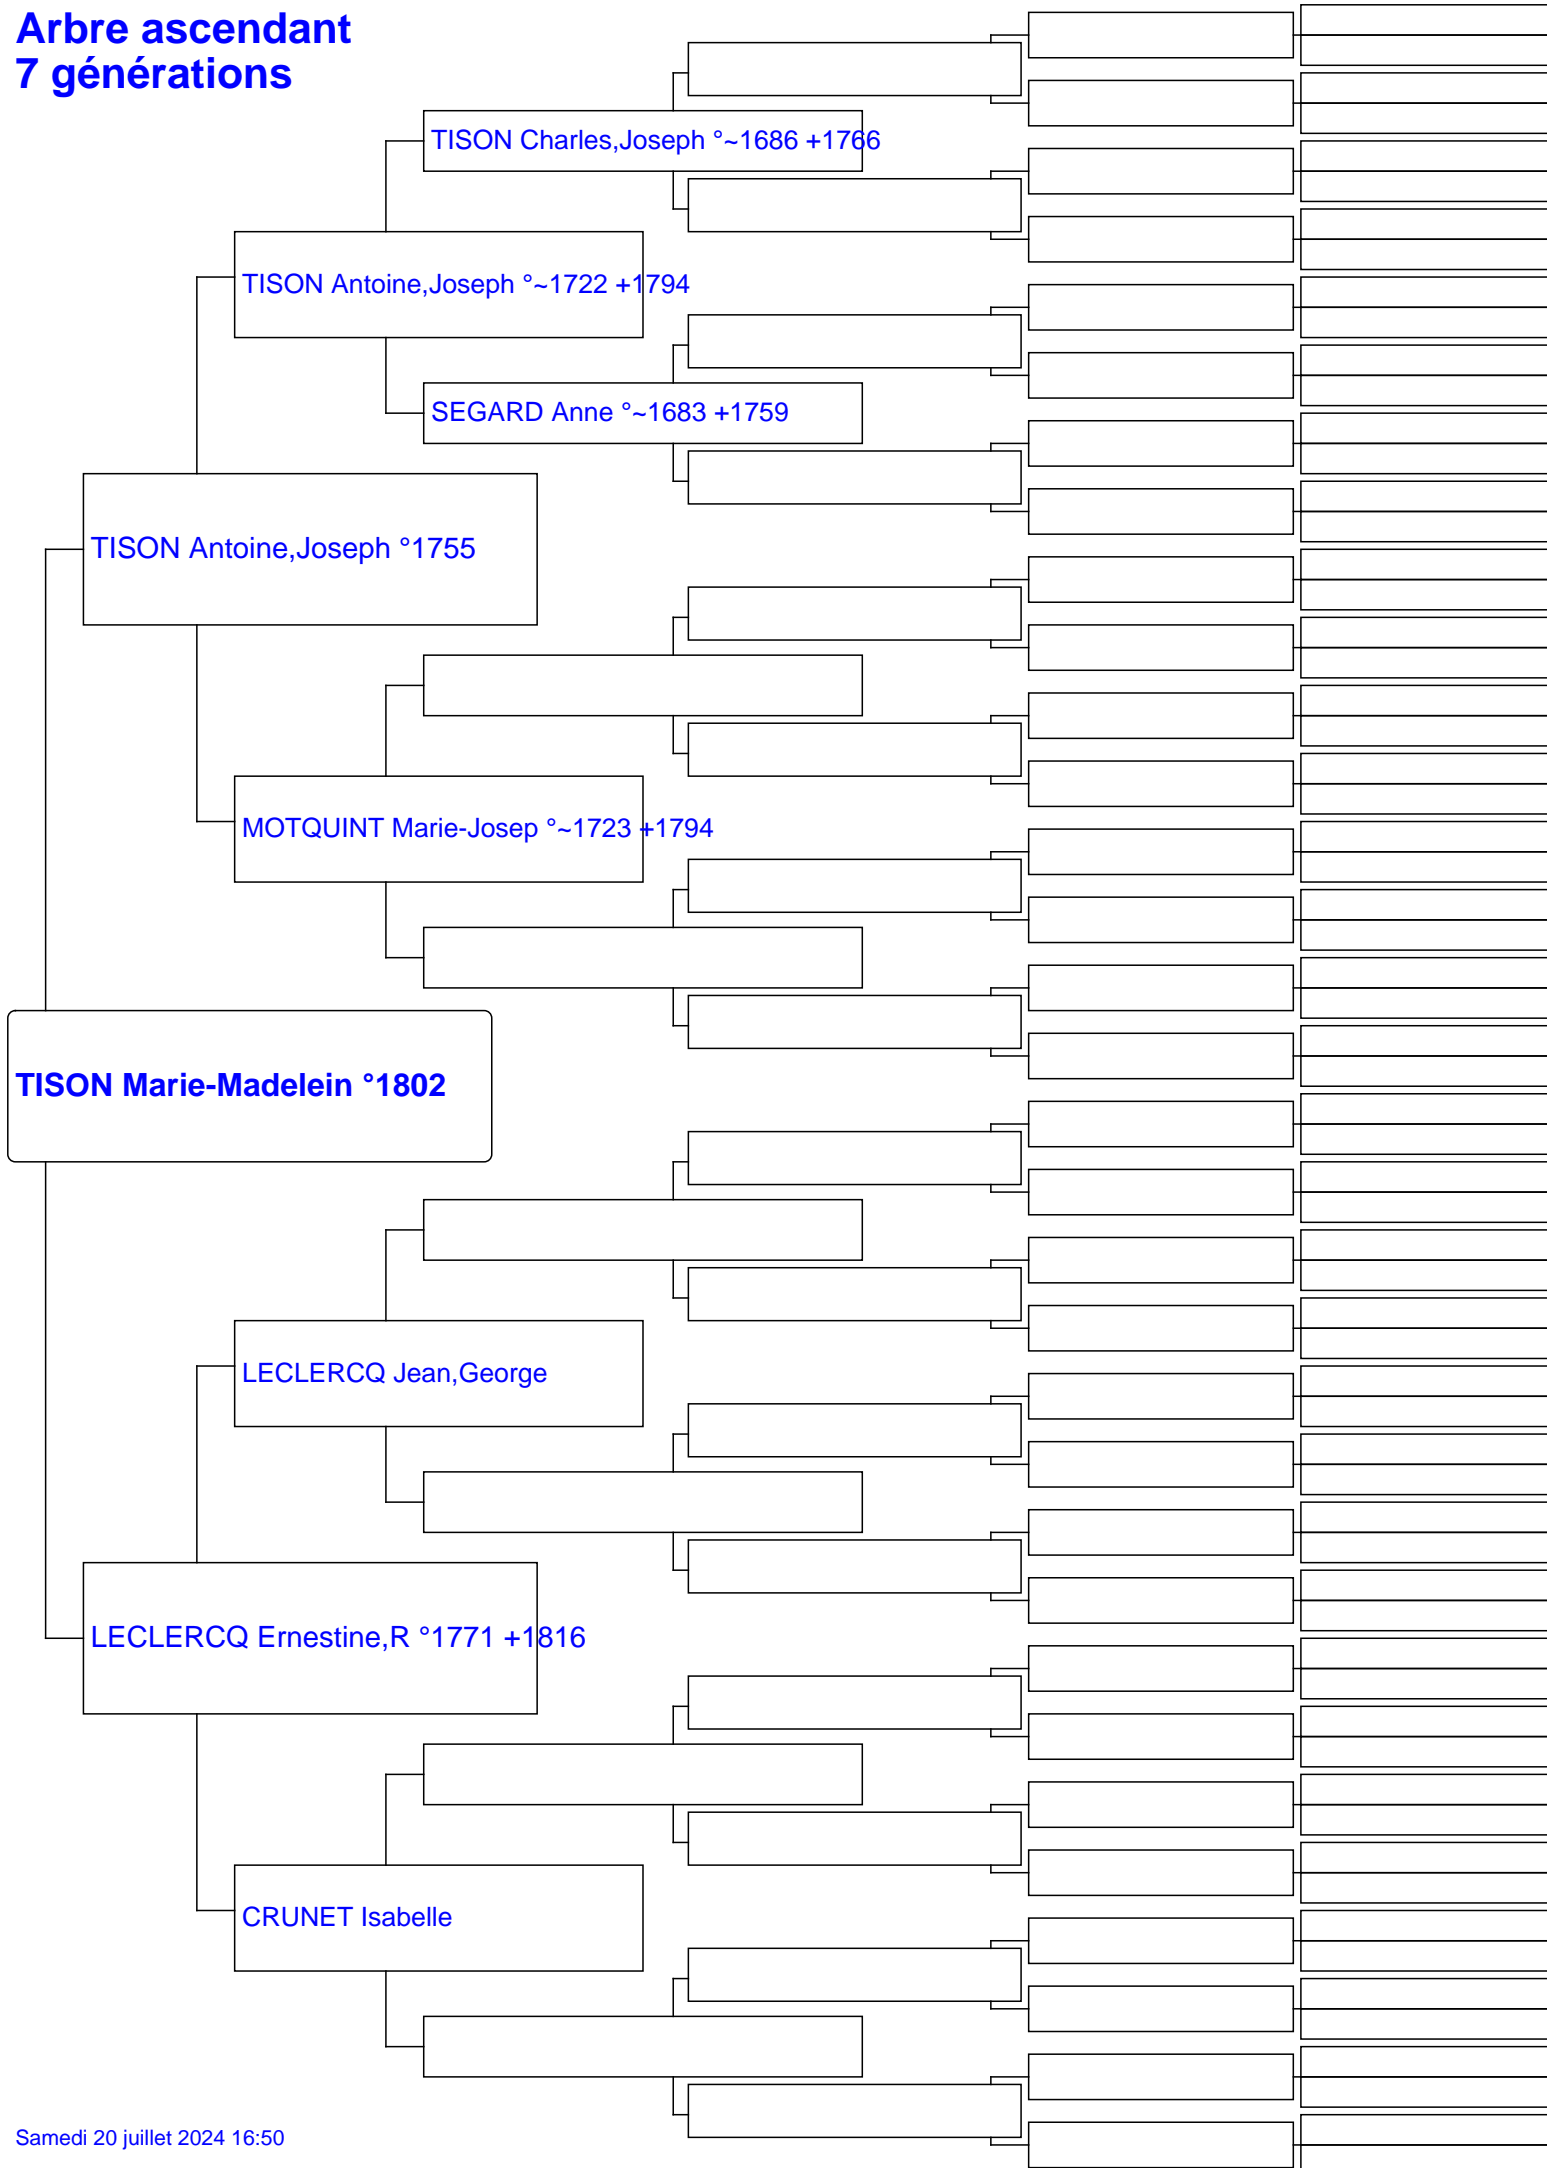 Arbre ascendant
7 générations
TISON Charles,Joseph °~1686 +1766
TISON Antoine,Joseph °~1722 +1794
SEGARD Anne °~1683 +1759
TISON Antoine,Joseph °1755
MOTQUINT Marie-Josep °~1723 +1794
TISON Marie-Madelein °1802
LECLERCQ Jean,George
LECLERCQ Ernestine,R °1771 +1816
CRUNET Isabelle
Samedi 20 juillet 2024 16:50